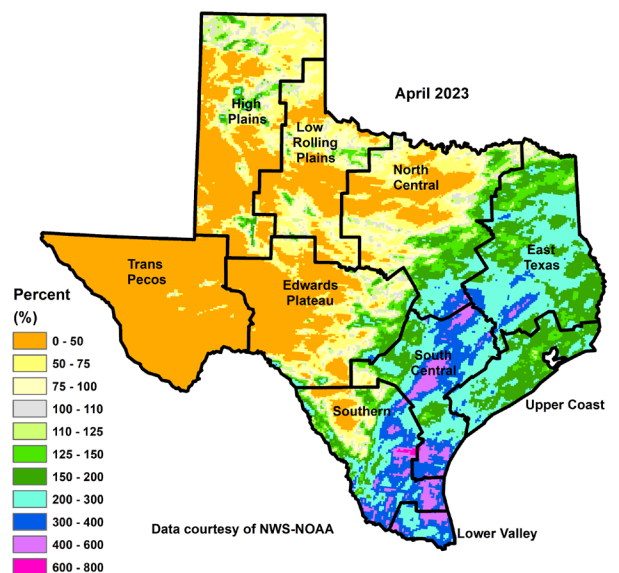 April 2023
High
Plains
Low
Rolling
Plains
North
Central
East
Texas
Trans
Pecos
Edwards
Plateau
South
Central
Southern
Upper Coast
Lower Valley
Percent
(%)
0 - 50
50 - 75
75 - 100
100 - 110
110 - 125
125 - 150
150 - 200
200 - 300
300 - 400
400 - 600
600 - 800
Data courtesy of NWS-NOAA